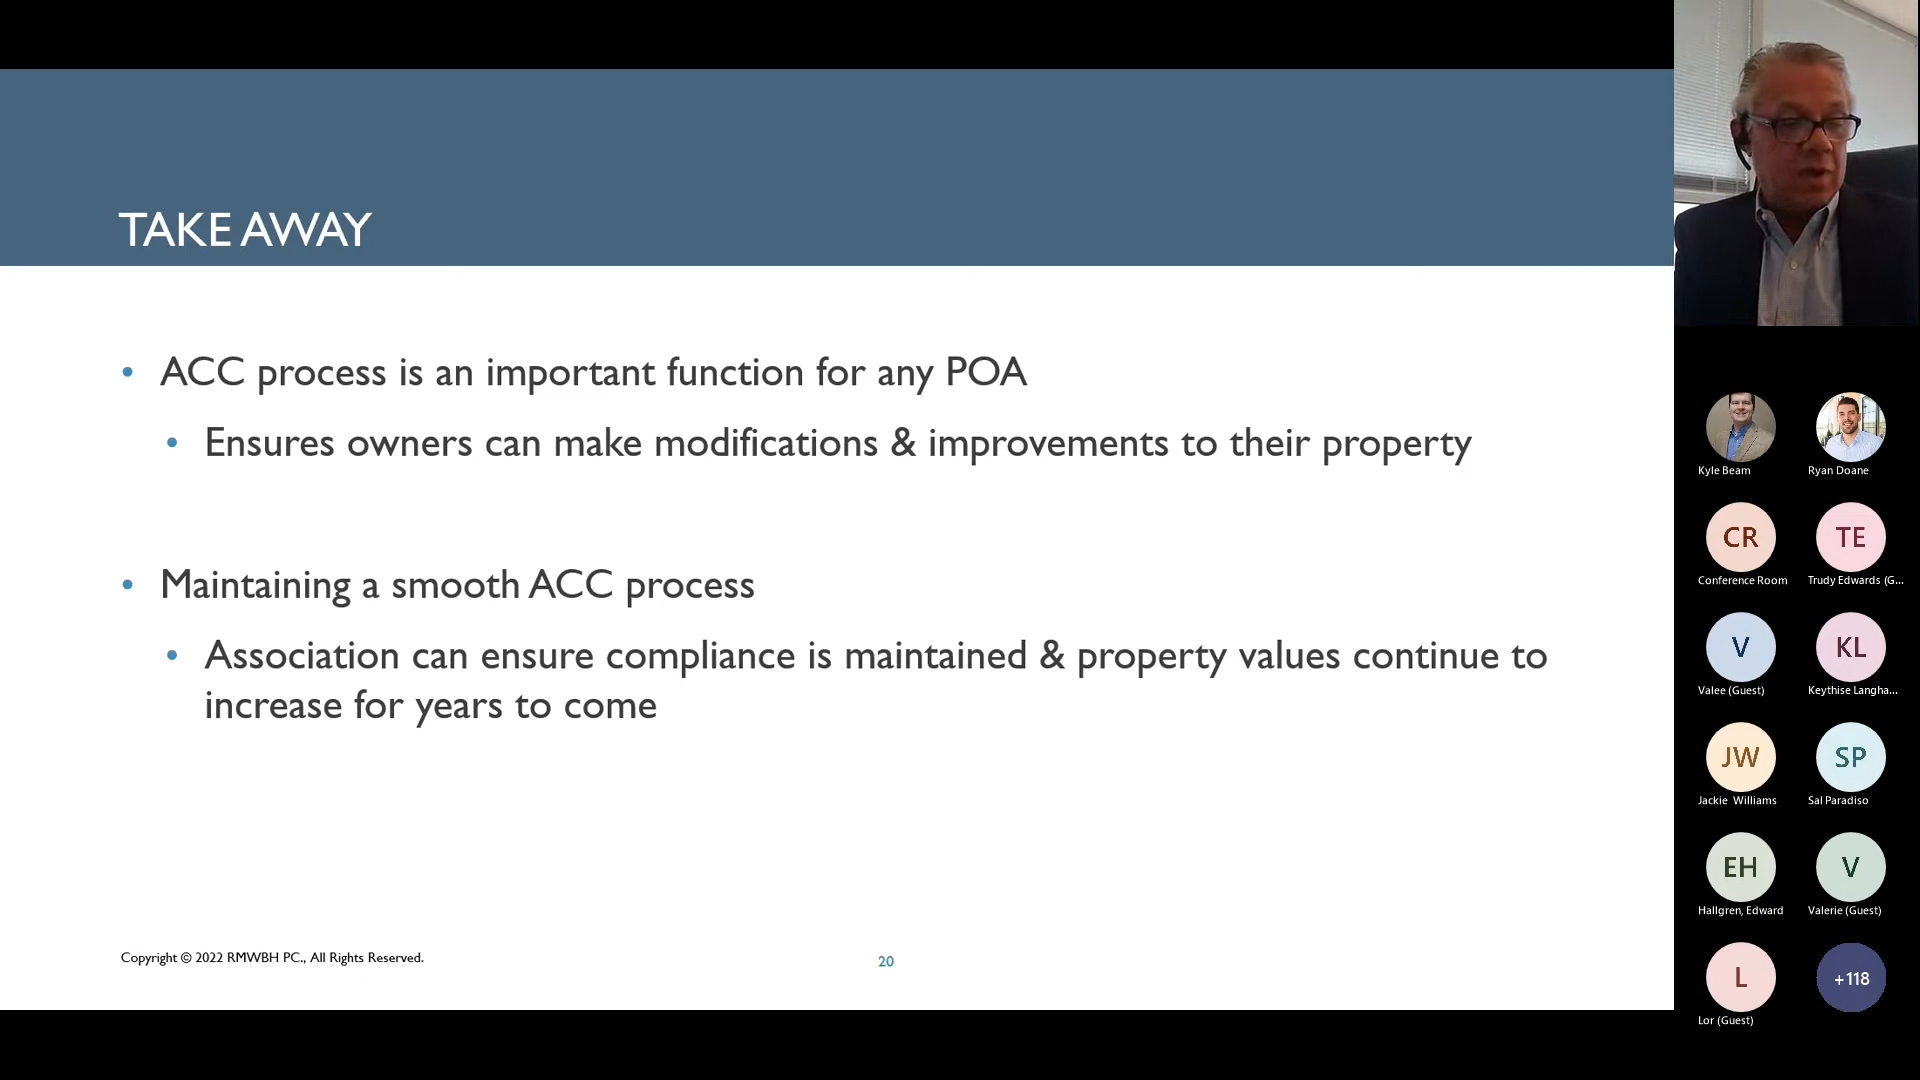 TAKE AWAY
• ACC process is an important function for any POA
• Ensures owners can make modifications & improvements to their property
• Maintaining a smooth ACC process
• Association can ensure compliance is maintained & property values continue to
increase for years to come
Copyright © 2022 RMWBH PC., All Rights Reserved.
20
Kyle Beam
Ryan Doane
CR
TE
Conference Room
Trudy Edwards (G...
V
KL
Valee (Guest)
Keythise Langha...
JW
SP
Jackie Williams
Sal Paradiso
EH
V
Hallgren, Edward
Valerie (Guest)
L
+118
Lor (Guest)